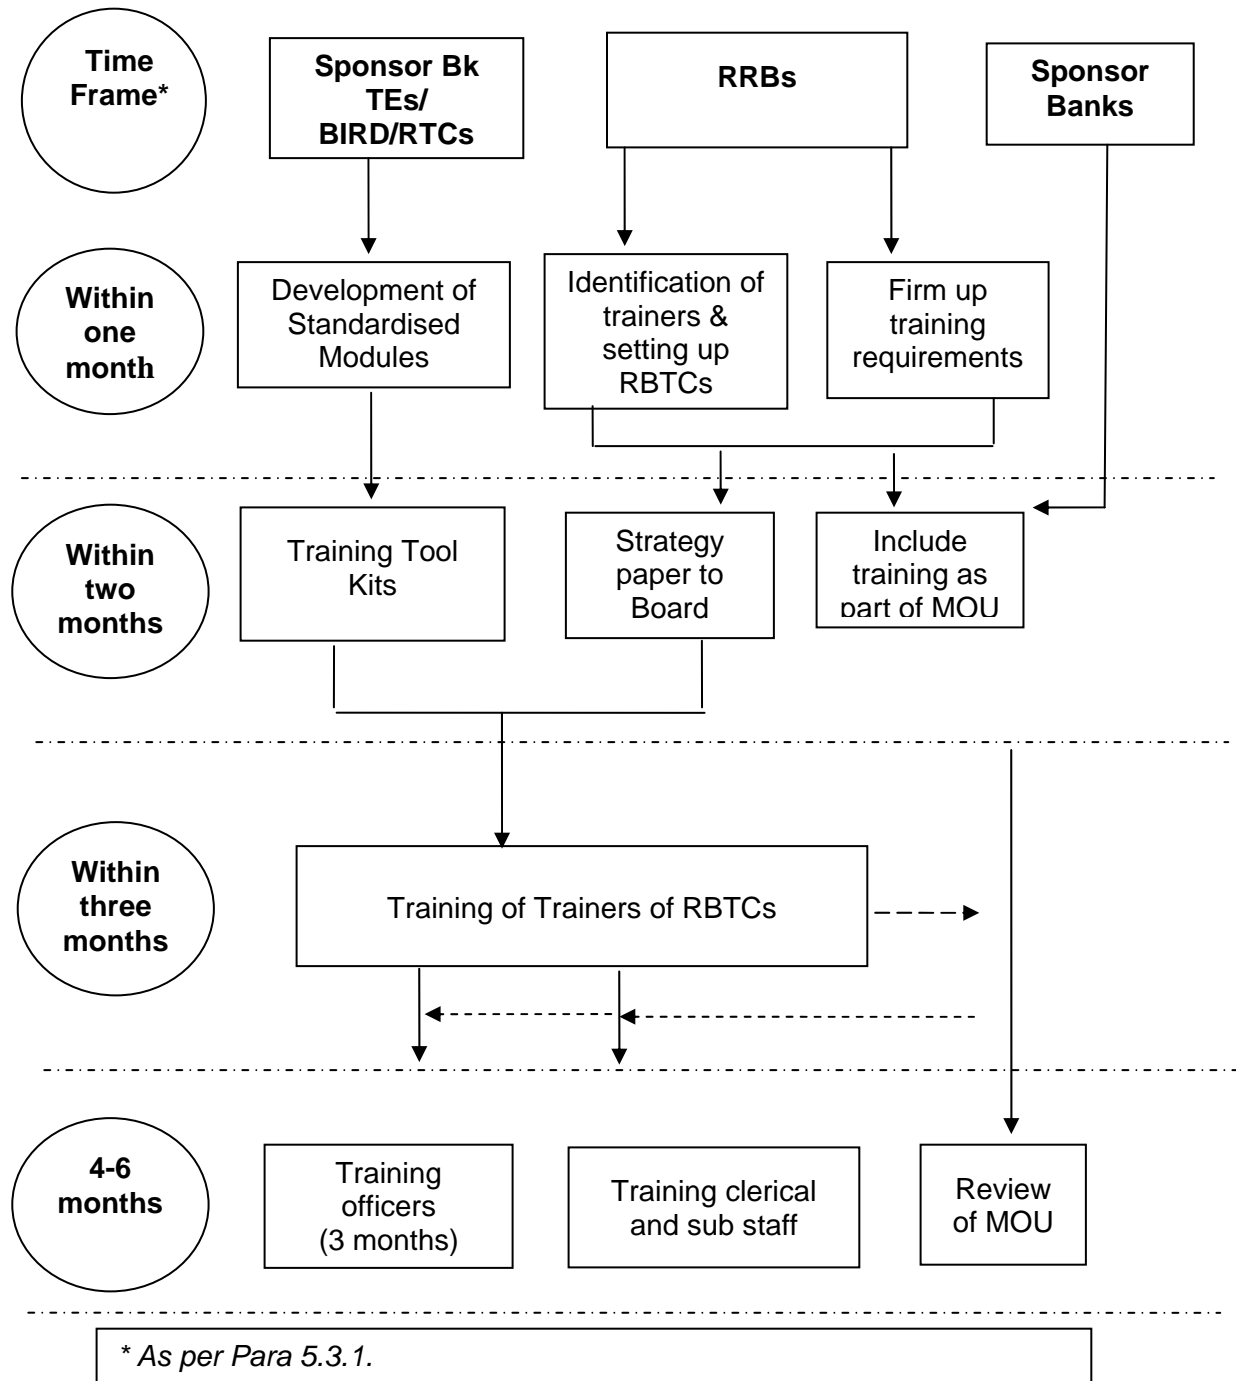 Time
Frame*
Sponsor Bk
TEs/
BIRD/RTCs
RRBs
Sponsor
Banks
Within
one
month
Development of
Standardised
Modules
Identification of
trainers &
setting up
RBTCs
Firm up
training
requirements
Within
two
months
Training Tool
Kits
Strategy
paper to
Board
Include
training as
part of MOU
Within
three
months
Training of Trainers of RBTCs
4-6
months
Training
officers
(3 months)
Training clerical
and sub staff
Review
of MOU
* As per Para 5.3.1.